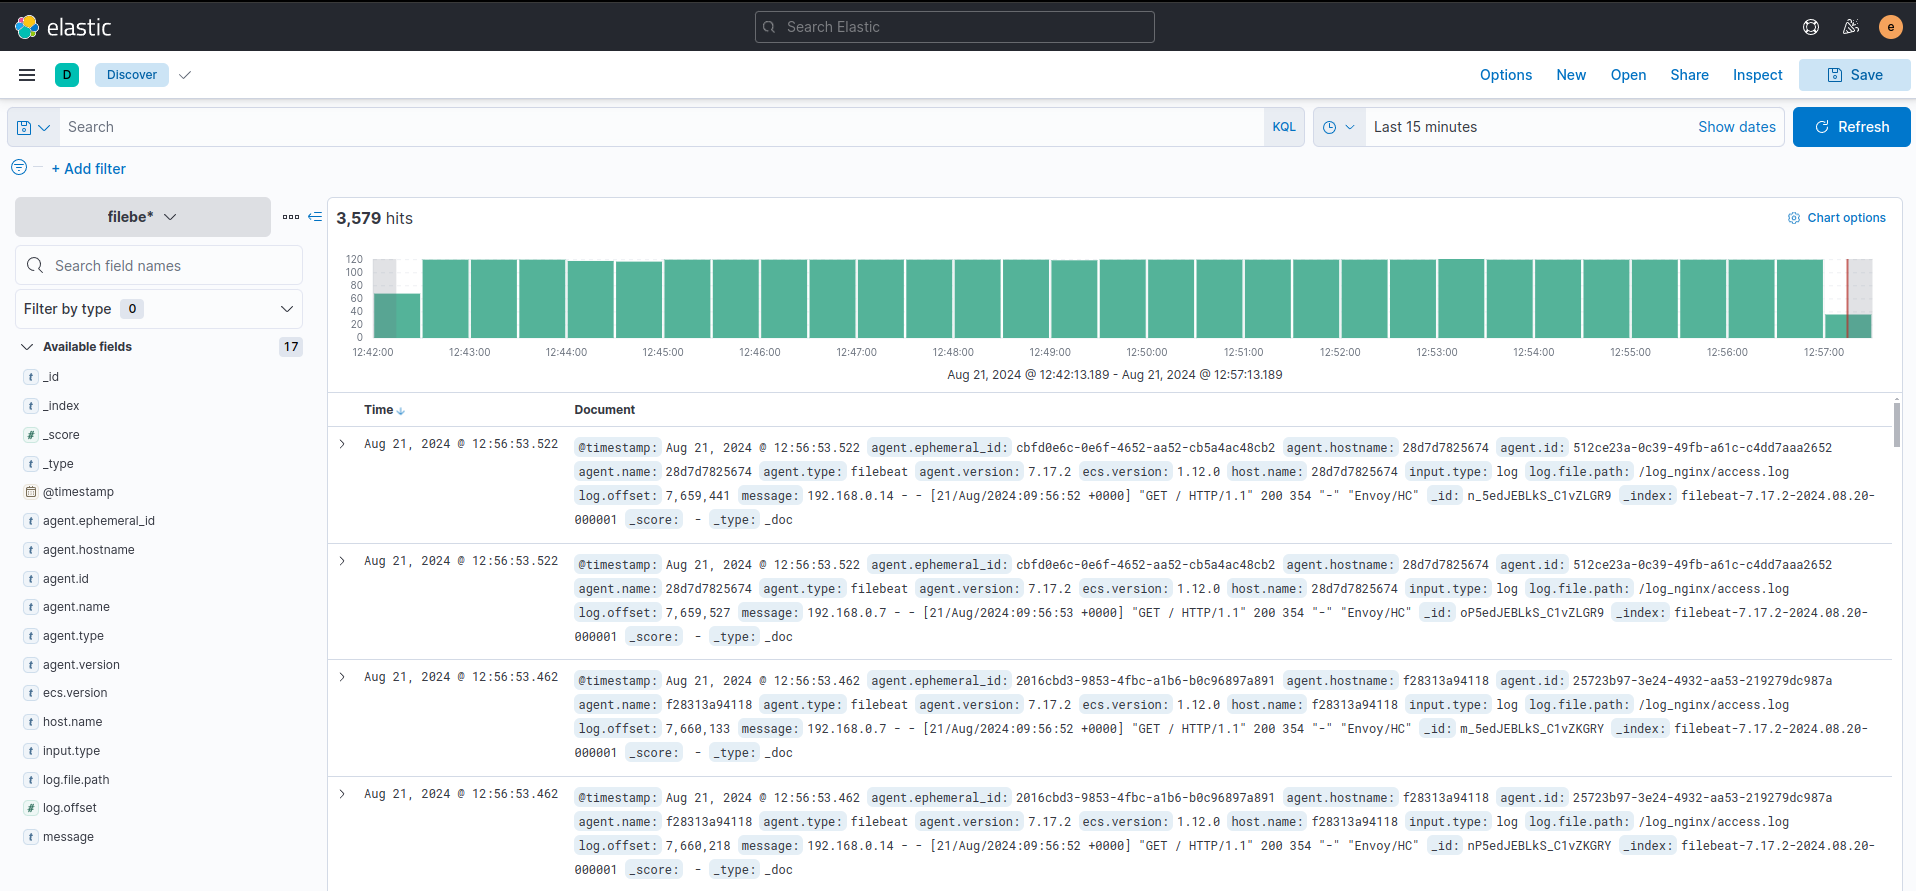 elastic
Search Elastic
e
D Discover
Options New Open Share Inspect Save
Search KQL
Last 15 minutes Show dates Refresh
+ Add filter
filebe*
Search field names
Filter by type 0
Available fields 17
t _id
t _index
# _score
t _type
@timestamp
t agent.ephemeral_id
t agent.hostname
t agent.id
t agent.name
t agent.type
t agent.version
t ecs.version
t host.name
t input.type
t log.file.path
# log.offset
t message
3,579 hits
Chart options
120
100
80
60
40
20
0
12:42:00 12:43:00 12:44:00 12:45:00 12:46:00 12:47:00 12:48:00 12:49:00 12:50:00 12:51:00 12:52:00 12:53:00 12:54:00 12:55:00 12:56:00 12:57:00
Aug 21, 2024 @ 12:42:13.189 - Aug 21, 2024 @ 12:57:13.189
Time Document
Aug 21, 2024 @ 12:56:53.522
@timestamp: Aug 21, 2024 @ 12:56:53.522 agent.ephemeral_id: cbfd0e6c-0e6f-4652-aa52-cb5a4ac48cb2 agent.hostname: 28d7d7825674 agent.id: 512ce23a-0c39-49fb-a61c-c4dd7aaa2652
agent.name: 28d7d7825674 agent.type: filebeat agent.version: 7.17.2 ecs.version: 1.12.0 host.name: 28d7d7825674 input.type: log log.file.path: /log_nginx/access.log
log.offset: 7,659,441 message: 192.168.0.14 - - [21/Aug/2024:09:56:52 +0000] "GET / HTTP/1.1" 200 354 "-" "Envoy/HC" _id: n_5edJEBLkS_C1vZLGR9 _index: filebeat-7.17.2-2024.08.20-
000001 _score: - _type: _doc
Aug 21, 2024 @ 12:56:53.522
@timestamp: Aug 21, 2024 @ 12:56:53.522 agent.ephemeral_id: cbfd0e6c-0e6f-4652-aa52-cb5a4ac48cb2 agent.hostname: 28d7d7825674 agent.id: 512ce23a-0c39-49fb-a61c-c4dd7aaa2652
agent.name: 28d7d7825674 agent.type: filebeat agent.version: 7.17.2 ecs.version: 1.12.0 host.name: 28d7d7825674 input.type: log log.file.path: /log_nginx/access.log
log.offset: 7,659,527 message: 192.168.0.7 - - [21/Aug/2024:09:56:53 +0000] "GET / HTTP/1.1" 200 354 "-" "Envoy/HC" _id: oP5edJEBLkS_C1vZLGR9 _index: filebeat-7.17.2-2024.08.20-
000001 _score: - _type: _doc
Aug 21, 2024 @ 12:56:53.462
@timestamp: Aug 21, 2024 @ 12:56:53.462 agent.ephemeral_id: 2016cbd3-9853-4fbc-a1b6-b0c96897a891 agent.hostname: f28313a94118 agent.id: 25723b97-3e24-4932-aa53-219279dc987a
agent.name: f28313a94118 agent.type: filebeat agent.version: 7.17.2 ecs.version: 1.12.0 host.name: f28313a94118 input.type: log log.file.path: /log_nginx/access.log
log.offset: 7,660,133 message: 192.168.0.7 - - [21/Aug/2024:09:56:52 +0000] "GET / HTTP/1.1" 200 354 "-" "Envoy/HC" _id: m_5edJEBLkS_C1vZKGRY _index: filebeat-7.17.2-2024.08.20-
000001 _score: - _type: _doc
Aug 21, 2024 @ 12:56:53.462
@timestamp: Aug 21, 2024 @ 12:56:53.462 agent.ephemeral_id: 2016cbd3-9853-4fbc-a1b6-b0c96897a891 agent.hostname: f28313a94118 agent.id: 25723b97-3e24-4932-aa53-219279dc987a
agent.name: f28313a94118 agent.type: filebeat agent.version: 7.17.2 ecs.version: 1.12.0 host.name: f28313a94118 input.type: log log.file.path: /log_nginx/access.log
log.offset: 7,660,218 message: 192.168.0.14 - - [21/Aug/2024:09:56:52 +0000] "GET / HTTP/1.1" 200 354 "-" "Envoy/HC" _id: nP5edJEBLkS_C1vZKGRY _index: filebeat-7.17.2-2024.08.20-
000001 _score: - _type: _doc